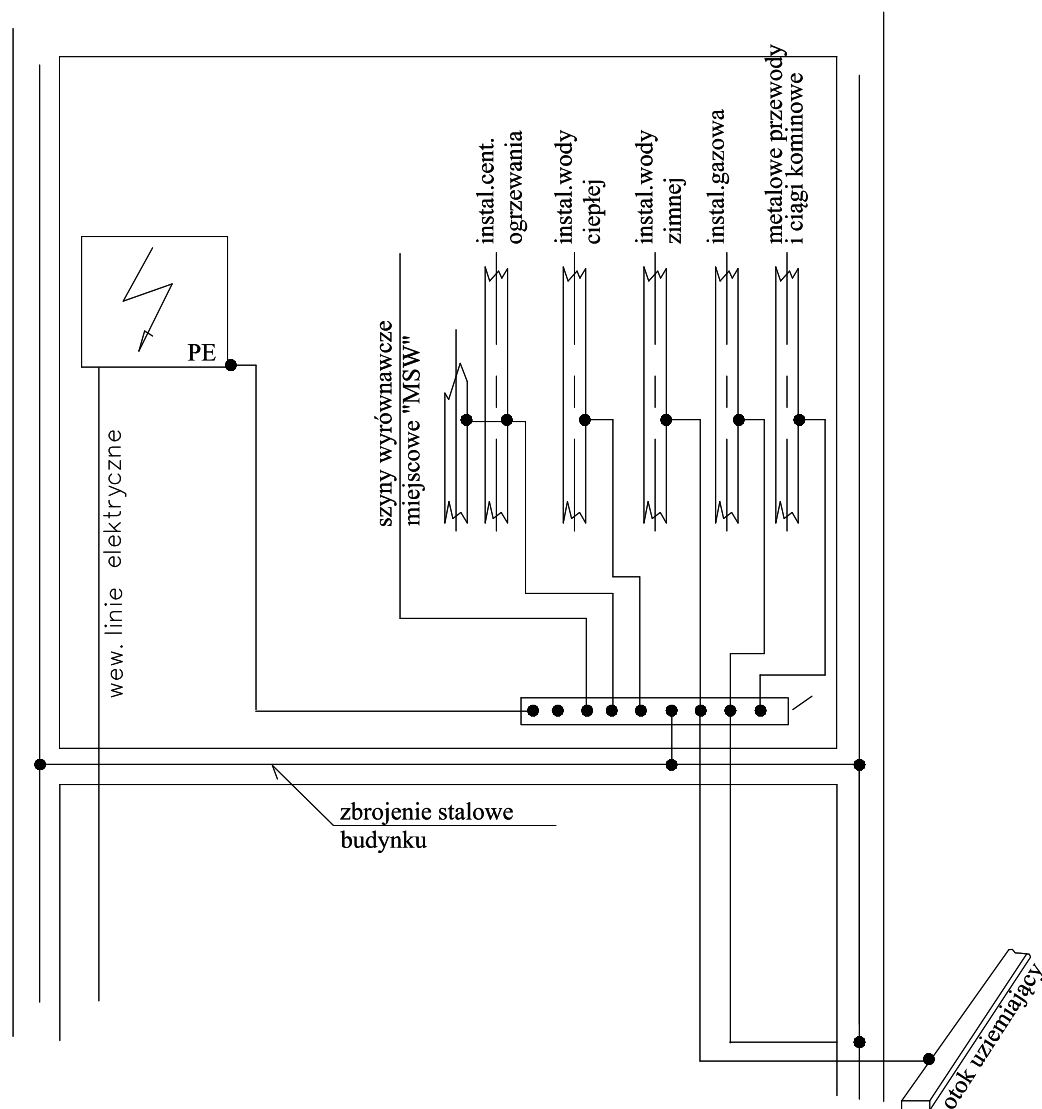 instal.cent.
ogrzewania
instal.wody
ciepłej
instal.wody
zimnej
instal.gazowa
metalowe przewody
i ciągi kominowe
PE
szyny wyrównawcze
miejscowe "MSW"
wew. linie elektryczne
zbrojenie stalowe
budynku
otok uziemiający